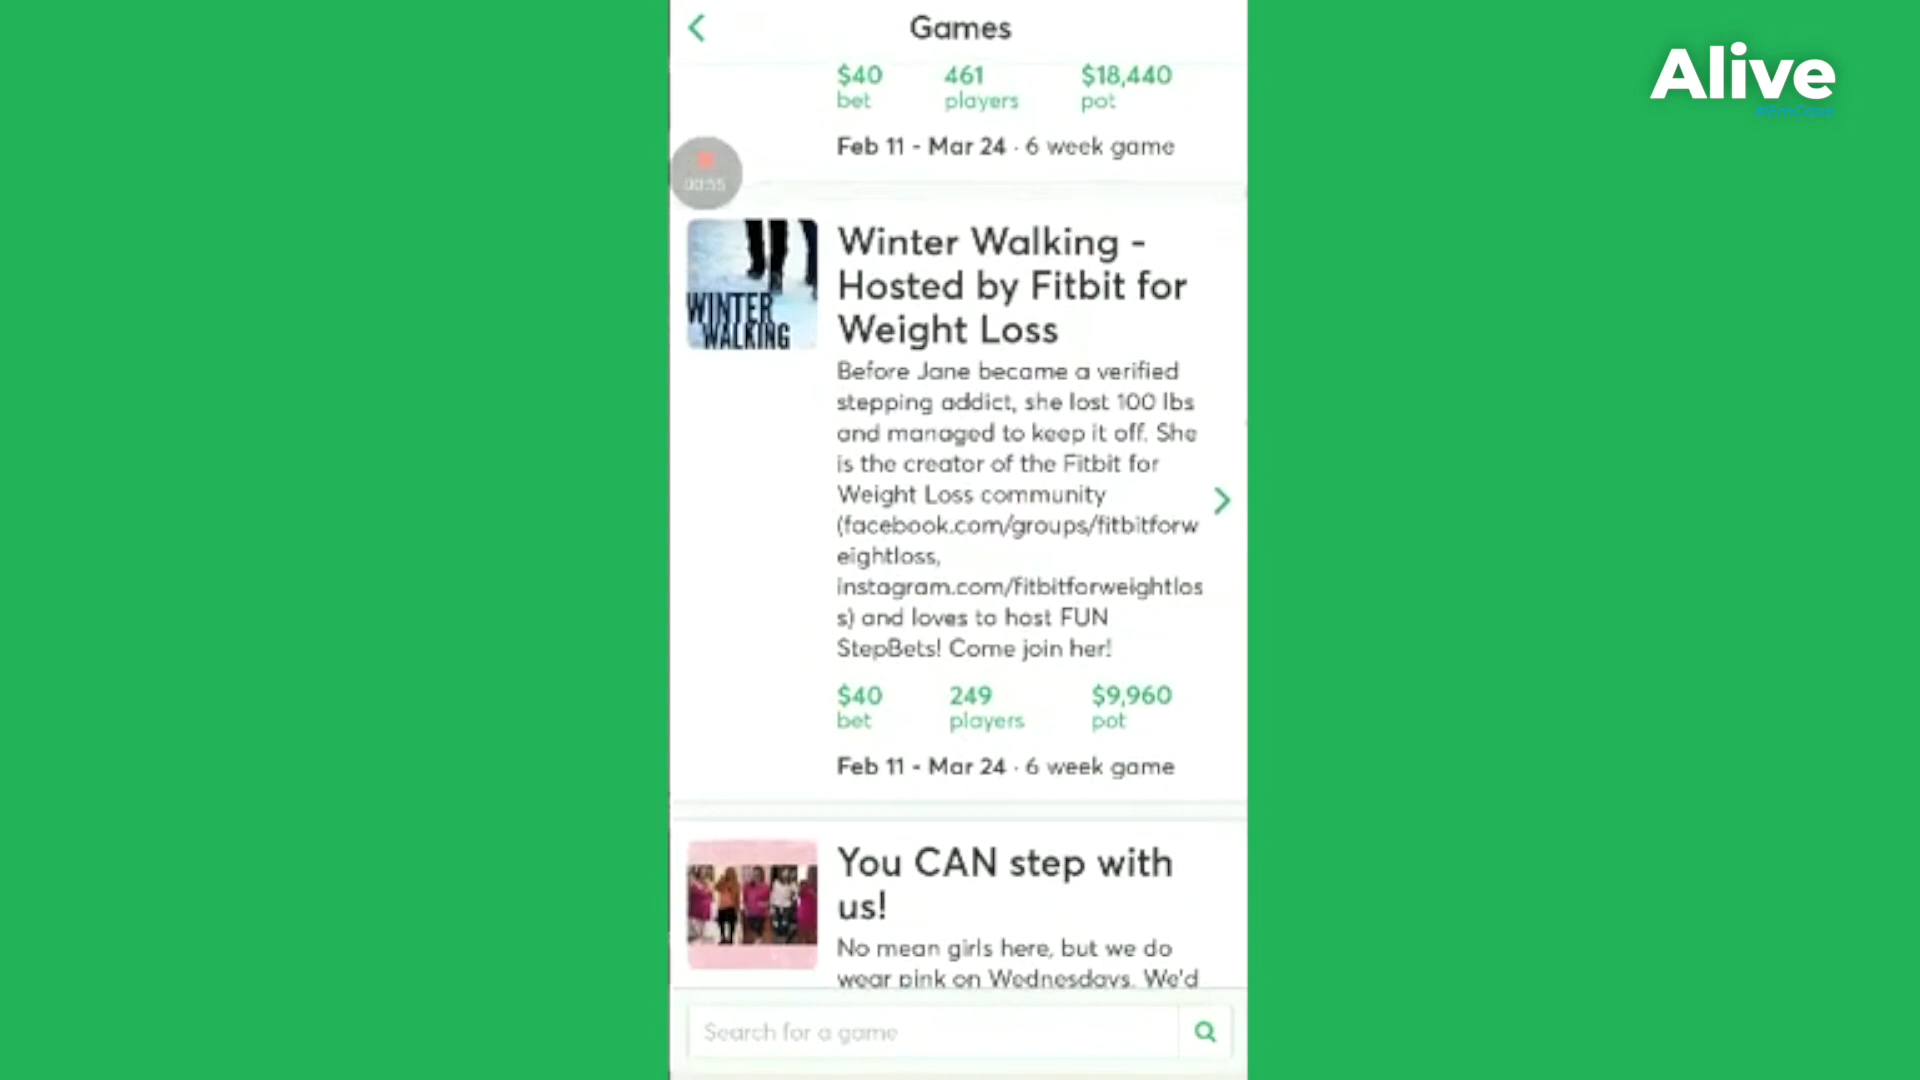 Games
Alive
$40 461 $18,440
bet players pot
Feb 11 - Mar 24 · 6 week game
00:55
WINTER
WALKING
Winter Walking -
Hosted by Fitbit for
Weight Loss
Before Jane became a verified
stepping addict, she lost 100 lbs
and managed to keep it off. She
is the creator of the Fitbit for
Weight Loss community
(facebook.com/groups/fitbitforw
eightloss,
instagram.com/fitbitforweightlos
s) and loves to host FUN
StepBets! Come join her!
$40 249 $9,960
bet players pot
Feb 11 - Mar 24 · 6 week game
You CAN step with
us!
No mean girls here, but we do
wear pink on Wednesdays. We'd
Search for a game